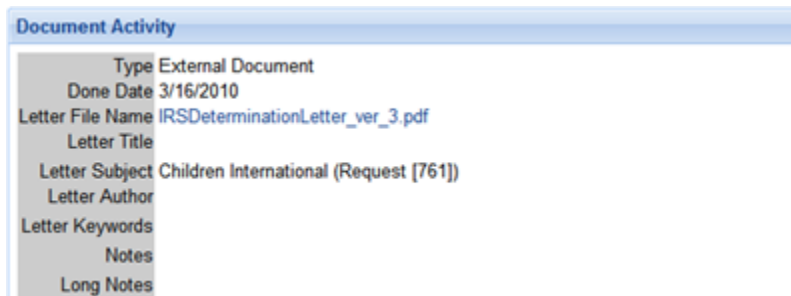 Document Activity
Type External Document
Done Date 3/16/2010
Letter File Name IRSDeterminationLetter_ver_3.pdf
Letter Title
Letter Subject Children International (Request [761])
Letter Author
Letter Keywords
Notes
Long Notes